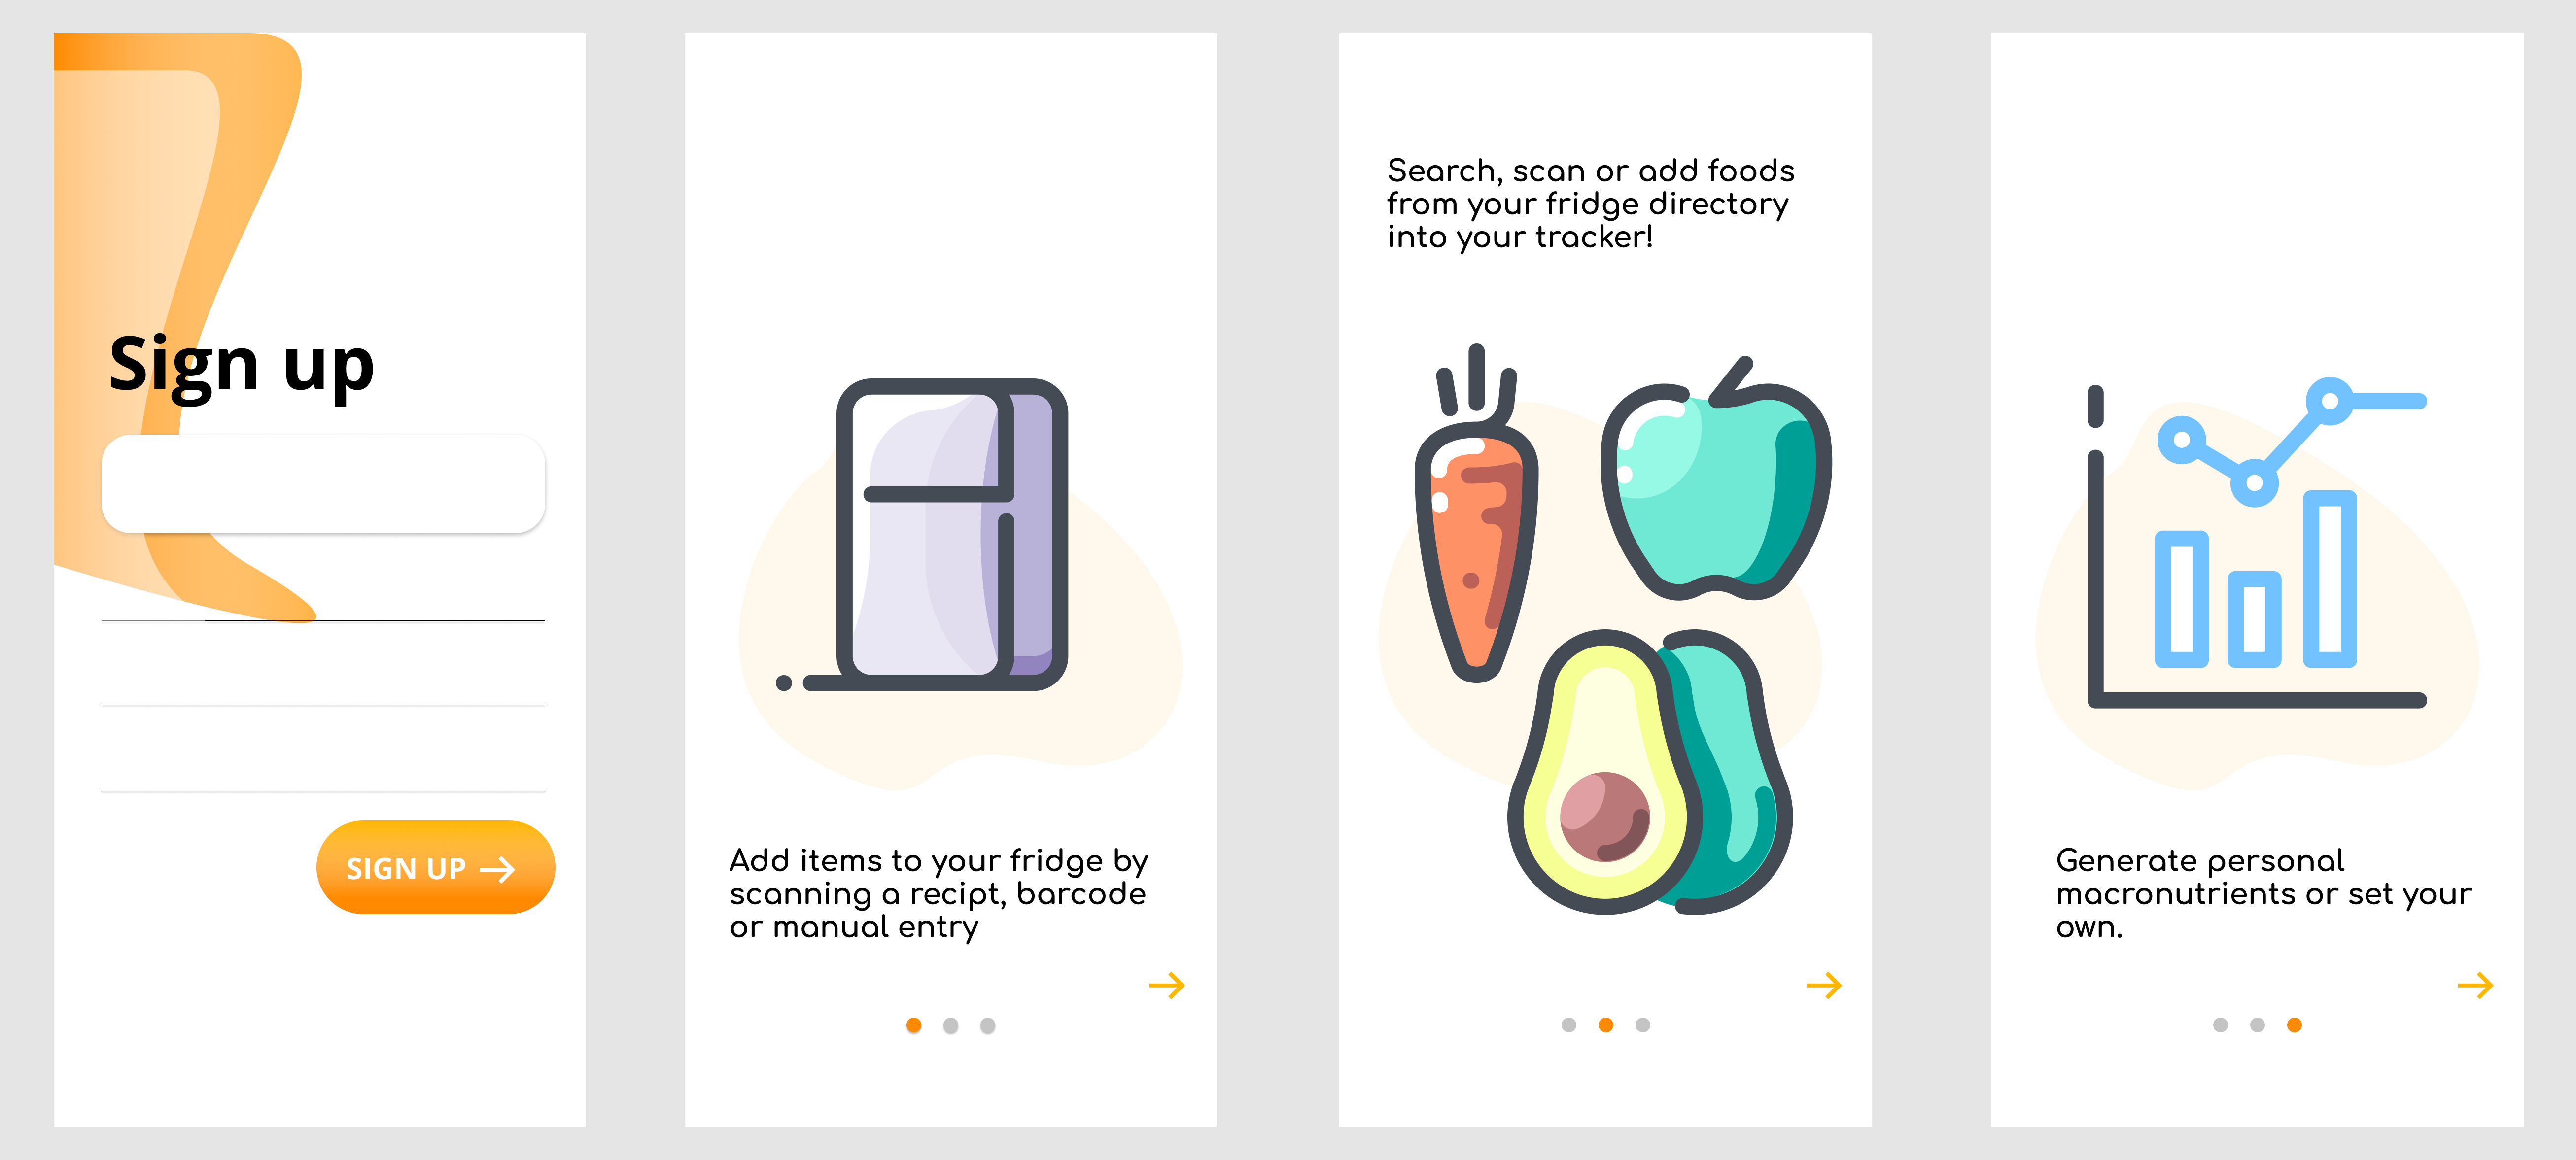 Sign up
SIGN UP
Add items to your fridge by
scanning a recipt, barcode
or manual entry
Search, scan or add foods
from your fridge directory
into your tracker!
Generate personal
macronutrients or set your
own.